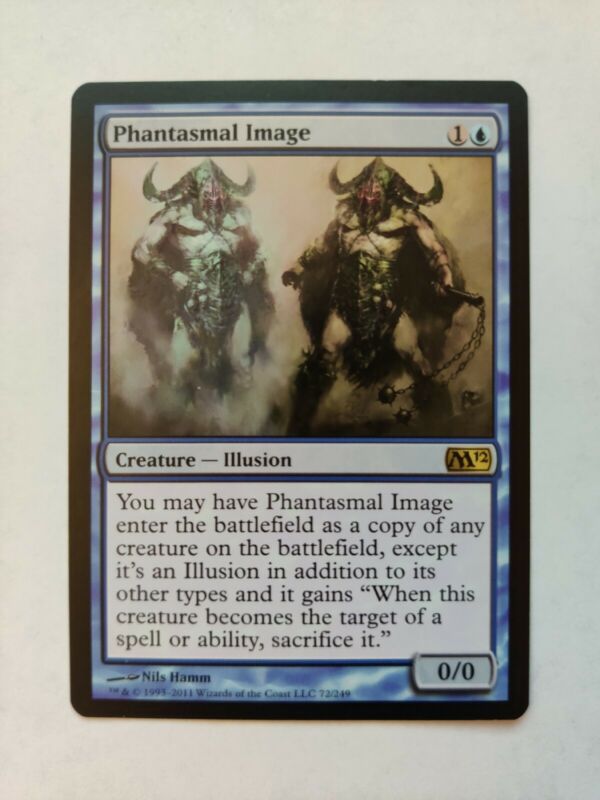 Phantasmal Image 1
Creature — Illusion M12
You may have Phantasmal Image
enter the battlefield as a copy of any
creature on the battlefield, except
it's an Illusion in addition to its
other types and it gains “When this
creature becomes the target of a
spell or ability, sacrifice it.”
0/0
Nils Hamm
™ & © 1993–2011 Wizards of the Coast LLC 72/249